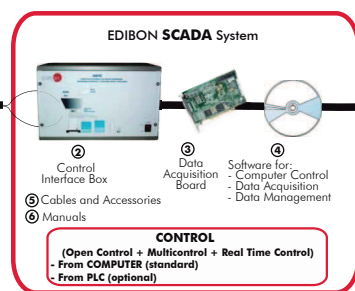 EDIBON SCADA System
②
Control
Interface Box
③
Data
Acquisition
Board
④
Software for:
- Computer Control
- Data Acquisition
- Data Management
⑤ Cables and Accessories
⑥ Manuals
CONTROL
(Open Control + Multicontrol + Real Time Control)
- From COMPUTER (standard)
- From PLC (optional)